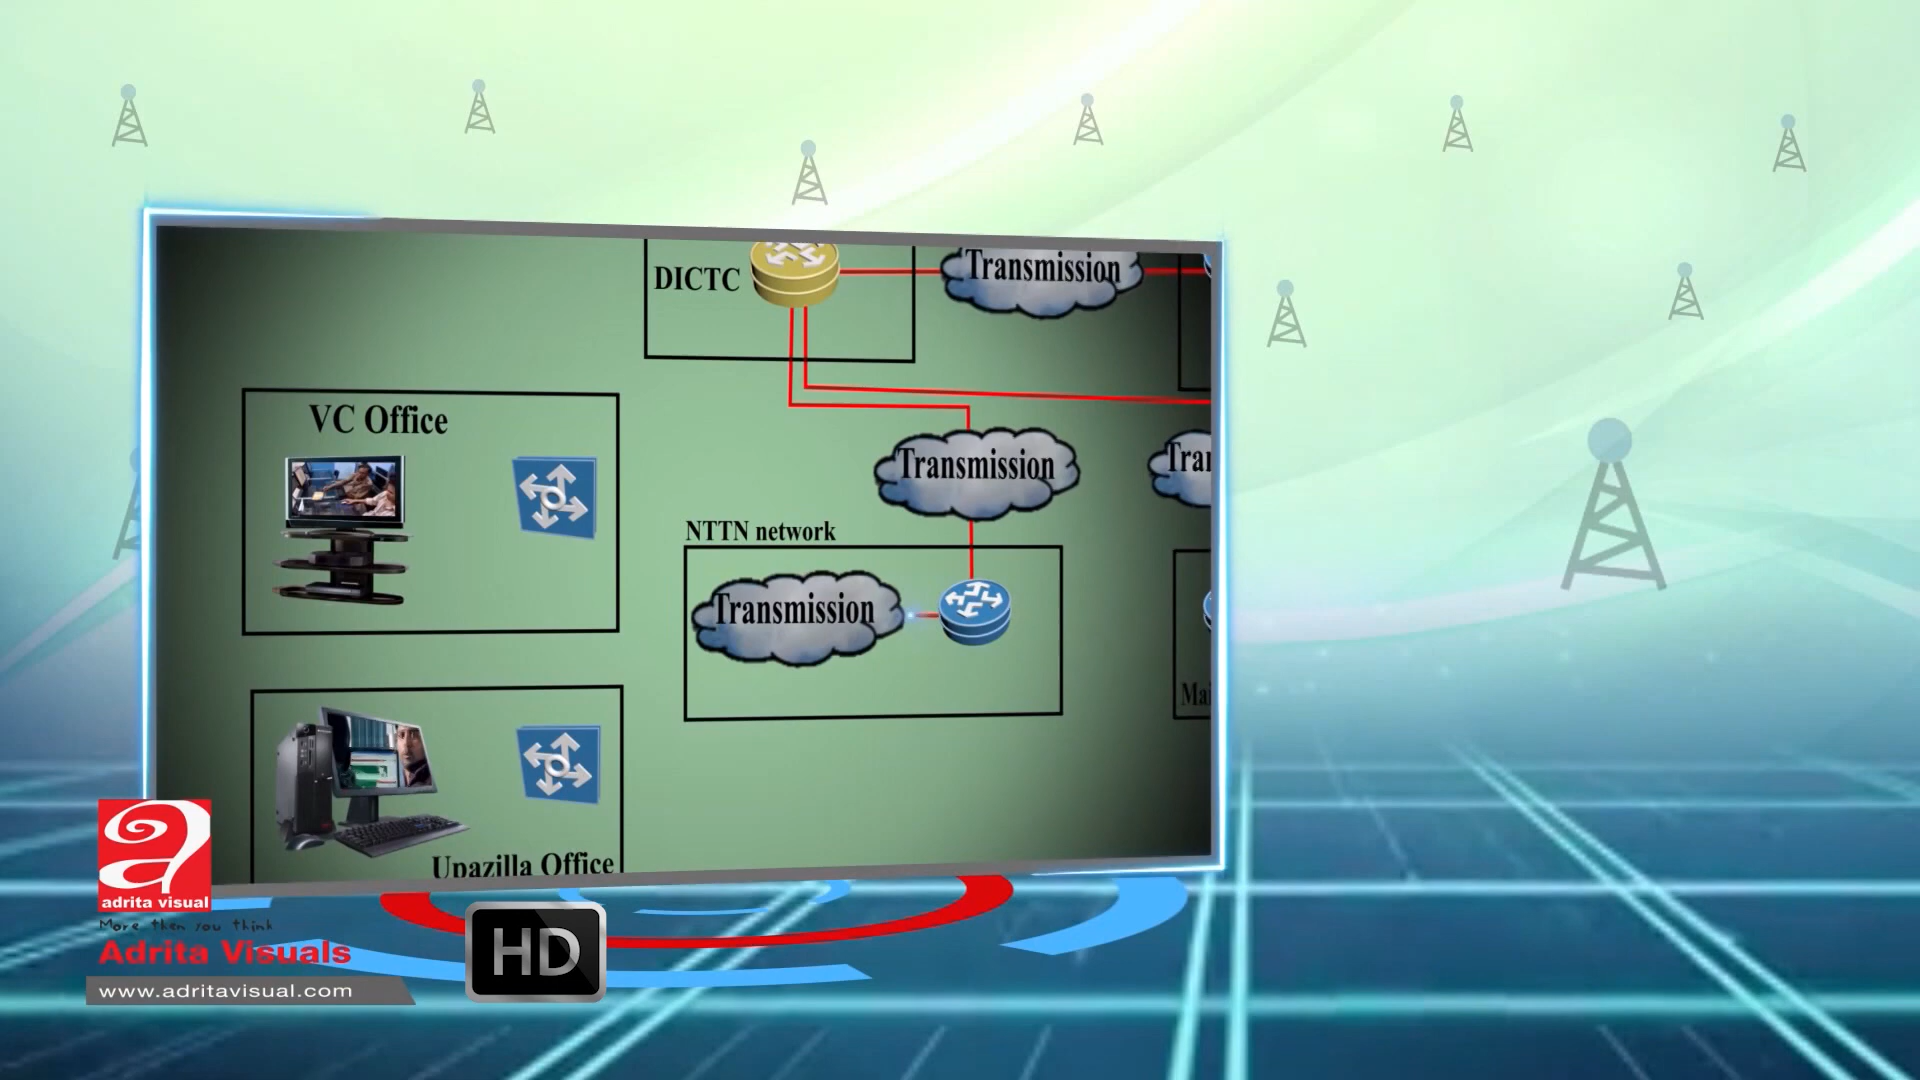 DICTC
Transmission
VC Office
Transmission
NTTN network
Transmission
Upazilla Office
adrita visual
More then you think
Adrita Visuals
www.adritavisual.com
HD